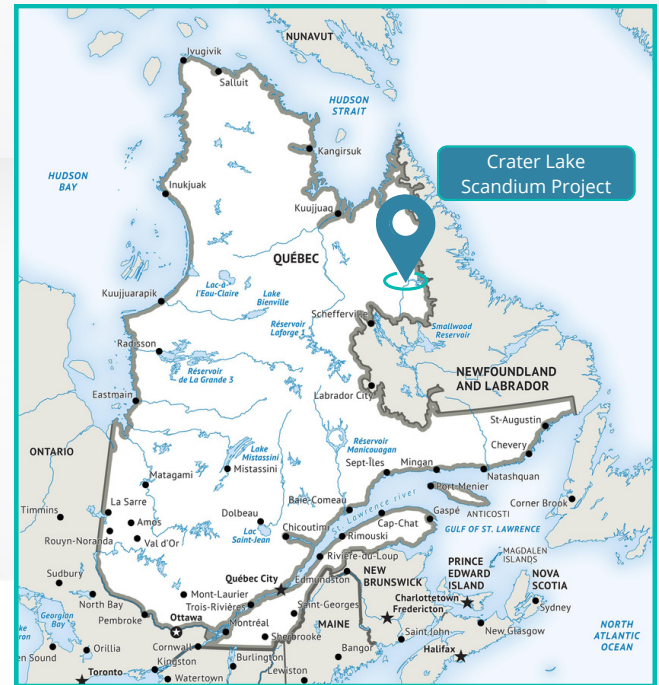 NUNAVUT
Ivugivik
Salluit
HUDSON
STRAIT
Kangirsuk
HUDSON
BAY
Inukjuak
Kuujjuaq
Crater Lake
Scandium Project
QUÉBEC
Lac-à
l'Eau-Claire
Lake
Bienville
Kuujjuarapik
Réservoir
Laforge 1
Schefferville
Smallwood
Reservoir
Radisson
Réservoir
de La Grande 3
NEWFOUNDLAND
AND LABRADOR
Labrador City
Eastmain
St-Augustin
Chevery
ONTARIO
Lake
Mistassini
Mistassini
Réservoir
Manicouagan
Sept-Îles
Mingan
Natashquan
Matagami
Port-Menier
La Sarre
Baie-Comeau
St. Lawrence river
Corner Brook
Timmins
Amos
Dolbeau
Cap-Chat
Gaspé
ANTICOSTI
Rouyn-Noranda
Val d'Or
Lac
Saint-Jean
Chicoutimi
Rimouski
GULF OF ST. LAWRENCE
Rivière-du-Loup
MAGDALEN
ISLANDS
Sudbury
Québec City
Edmundston
NEW
BRUNSWICK
PRINCE
EDWARD
ISLAND
NOVA
SCOTIA
North Bay
Mont-Laurier
Trois-Rivières
Saint-Georges
Charlottetown
Fredericton
Sydney
Georgian
Bay
Pembroke
Ottawa
Montréal
MAINE
Sherbrooke
Saint John
New Glasgow
NORTH
ATLANTIC
OCEAN
Orillia
Cornwall
Kingston
Burlington
Bangor
Halifax
en Sound
Toronto
Watertown
Lewiston